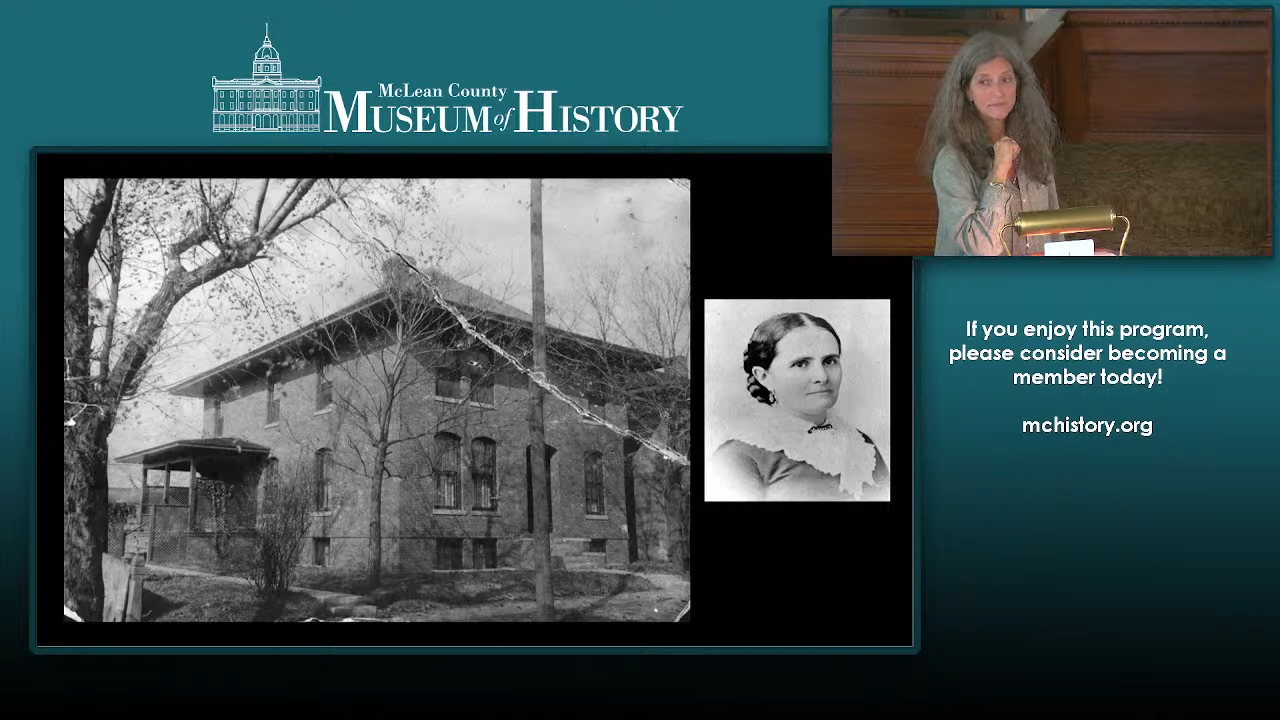 McLean County
MUSEUM of HISTORY
If you enjoy this program,
please consider becoming a
member today!
mchistory.org